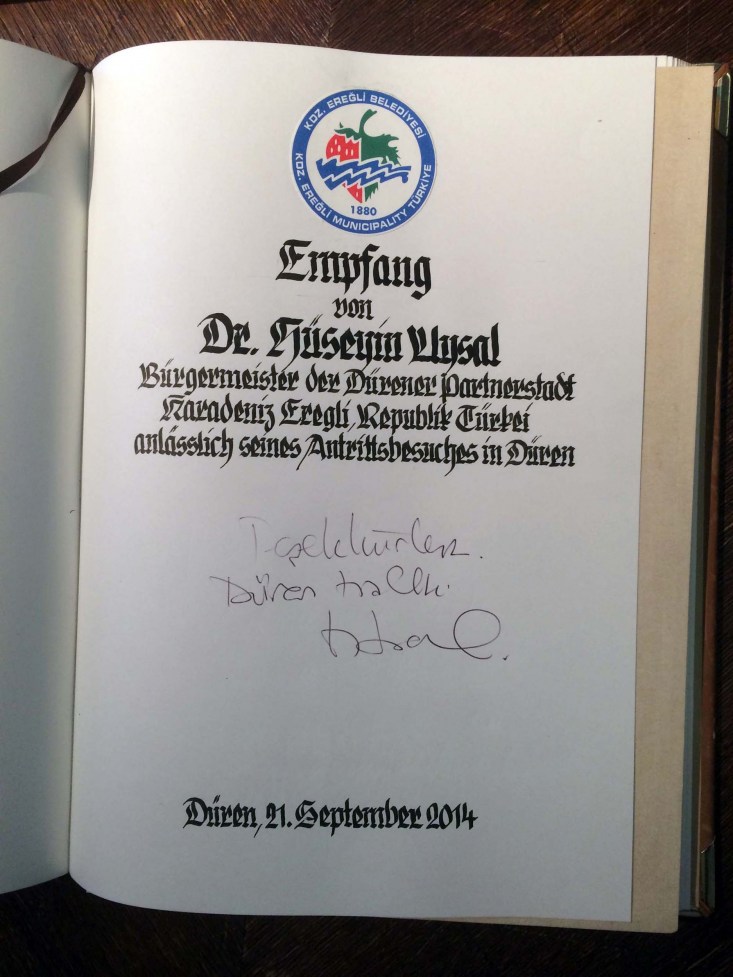 KDZ. EREĞLİ BELEDİYESİ
KDZ. EREĞLİ MUNICIPALITY TÜRKİYE
1880
Empfang
von
Dr. Hüseyin Uysal
Bürgermeister der Dürener Partnerstadt
Karadeniz Eregli, Republik Türkei
anlässlich seines Antrittsbesuches in Düren
Teşekkürler.
Düren halkı.
Düren, 21. September 2014